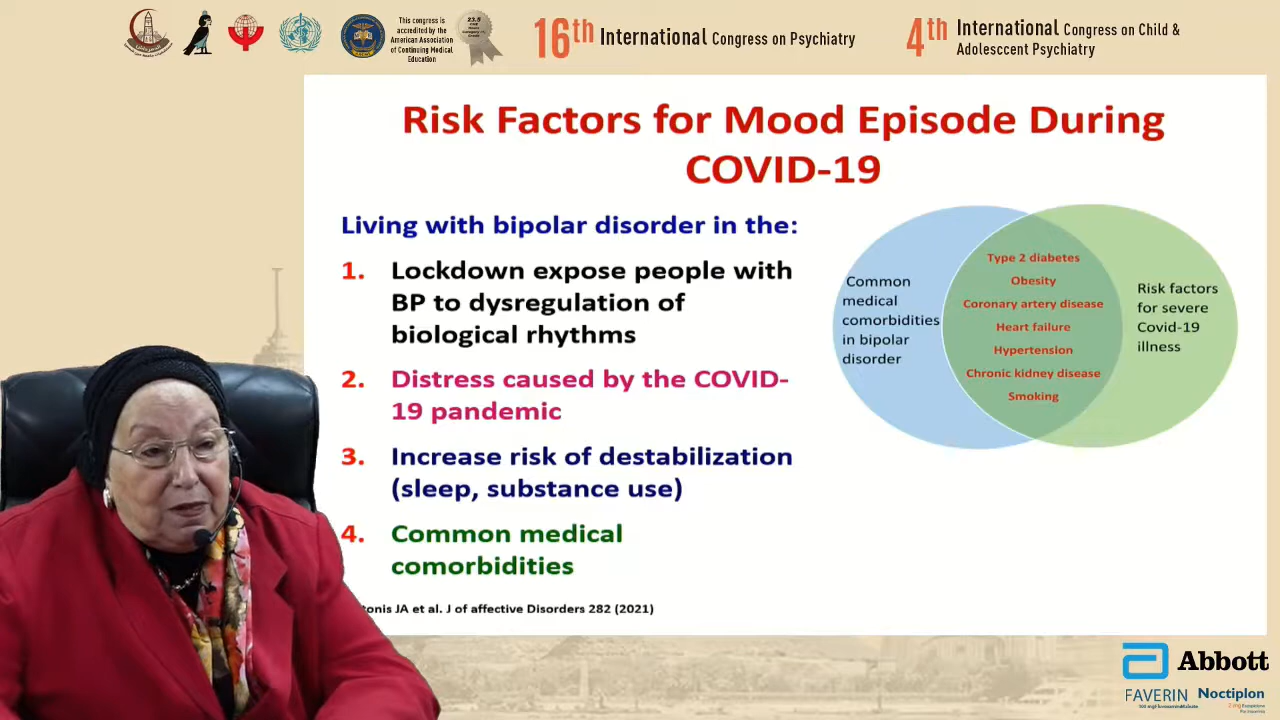 This congress is
accredited by the
American Association
of Continuing Medical
Education
23.5
16th International Congress on Psychiatry
4th International Congress on Child &
Adolesccent Psychiatry
Risk Factors for Mood Episode During
COVID-19
Living with bipolar disorder in the:
1. Lockdown expose people with
BP to dysregulation of
biological rhythms
2. Distress caused by the COVID-
19 pandemic
3. Increase risk of destabilization
(sleep, substance use)
4. Common medical
comorbidities
tonis JA et al. J of affective Disorders 282 (2021)
Common
medical
comorbidities
in bipolar
disorder
Type 2 diabetes
Obesity
Coronary artery disease
Heart failure
Hypertension
Chronic kidney disease
Smoking
Risk factors
for severe
Covid-19
illness
Abbott
FAVERIN
Noctiplon